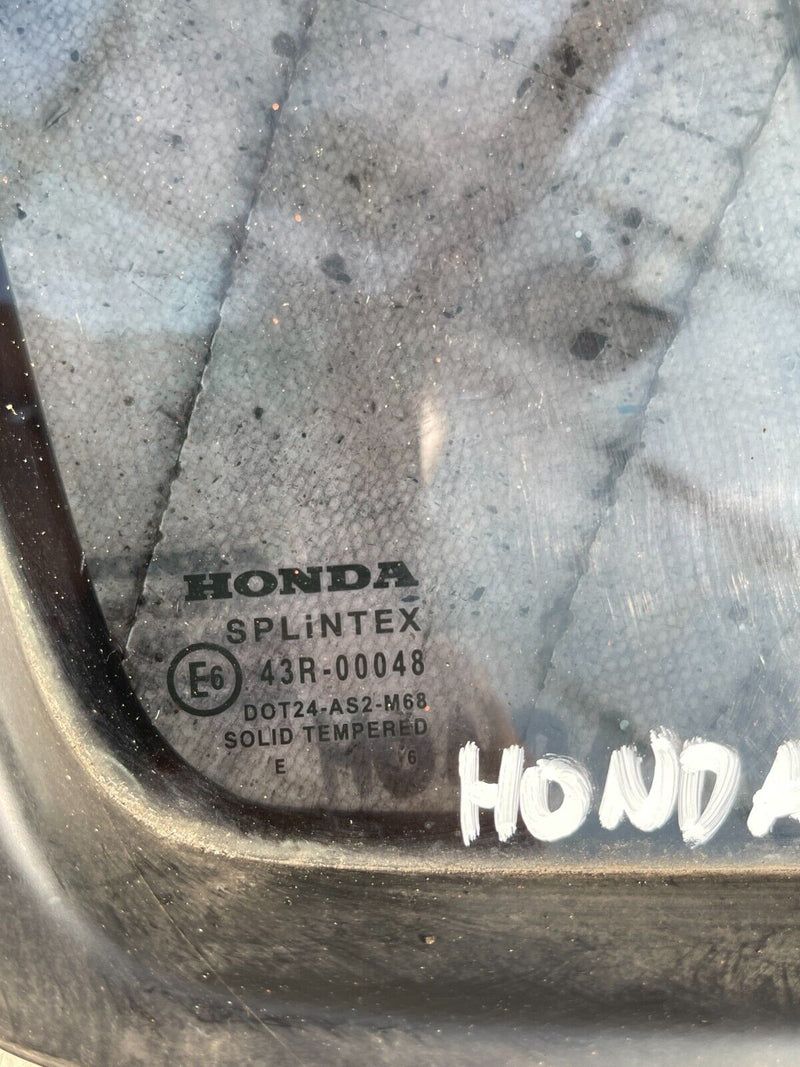 HONDA
SPLiNTEX
E6 43R-00048
DOT24-AS2-M68
SOLID TEMPERED
E 6
HONDA